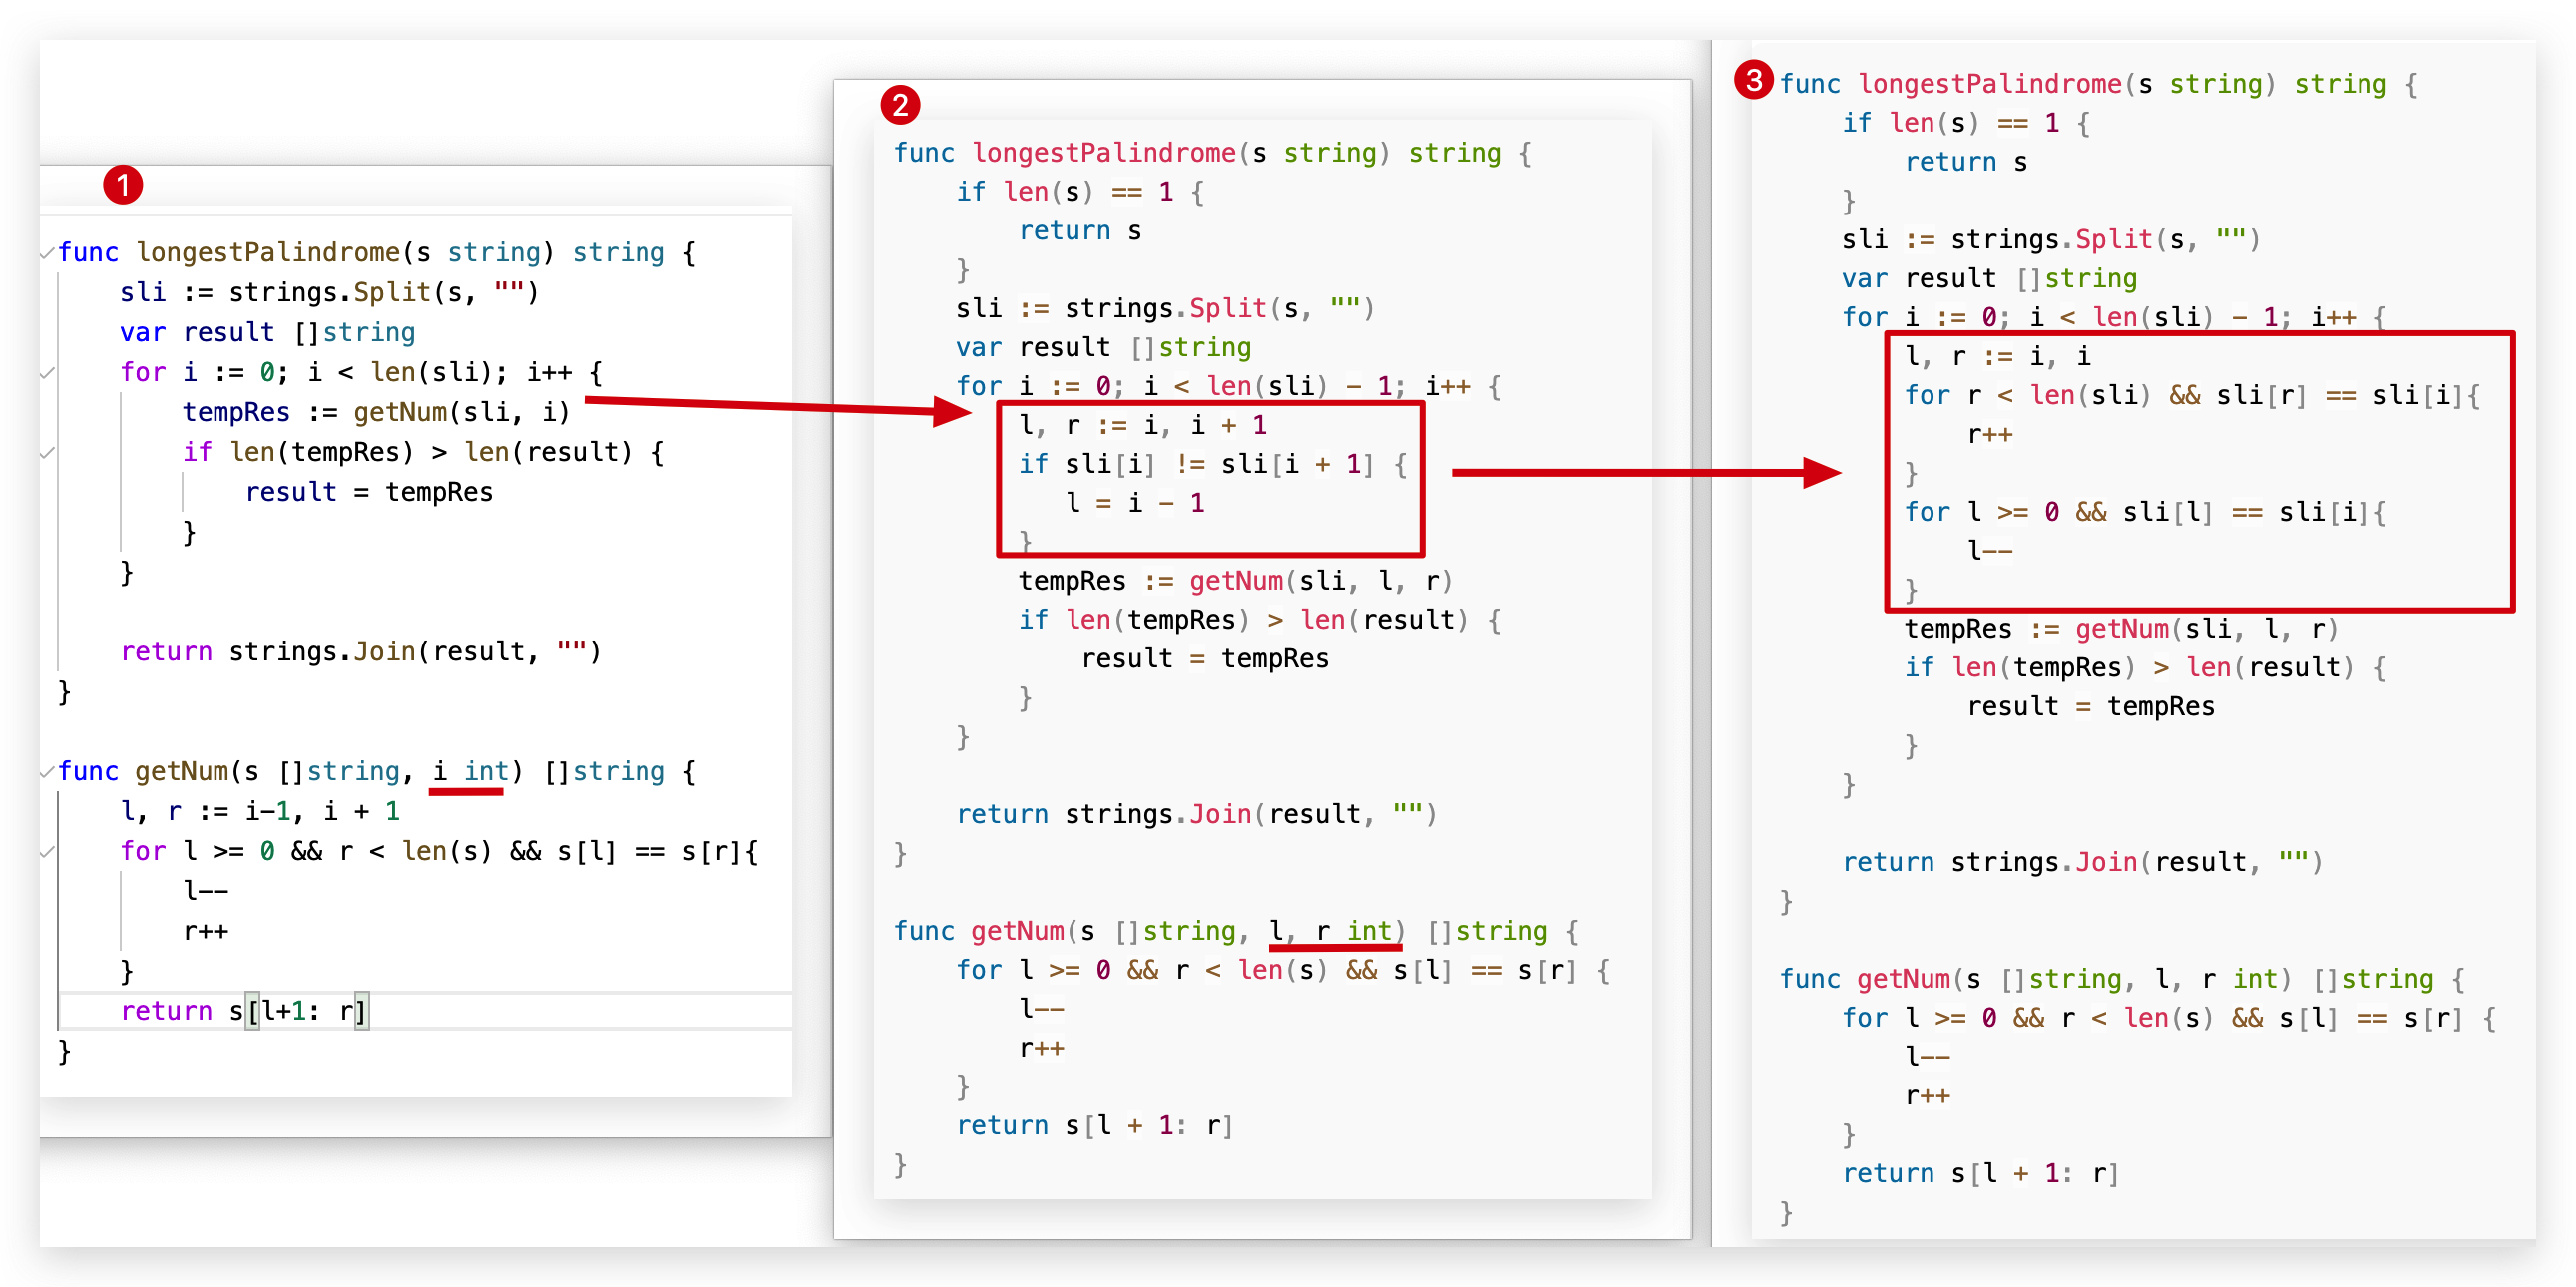 1
func longestPalindrome(s string) string {
    sli := strings.Split(s, "")
    var result []string
    for i := 0; i < len(sli); i++ {
        tempRes := getNum(sli, i)
        if len(tempRes) > len(result) {
            result = tempRes
        }
    }

    return strings.Join(result, "")
}

func getNum(s []string, i int) []string {
    l, r := i-1, i + 1
    for l >= 0 && r < len(s) && s[l] == s[r]{
        l--
        r++
    }
    return s[l+1: r]
}
2
func longestPalindrome(s string) string {
    if len(s) == 1 {
        return s
    }
    sli := strings.Split(s, "")
    var result []string
    for i := 0; i < len(sli) - 1; i++ {
        l, r := i, i + 1
        if sli[i] != sli[i + 1] {
           l = i - 1
        }
        tempRes := getNum(sli, l, r)
        if len(tempRes) > len(result) {
            result = tempRes
        }
    }

    return strings.Join(result, "")
}

func getNum(s []string, l, r int) []string {
    for l >= 0 && r < len(s) && s[l] == s[r] {
        l--
        r++
    }
    return s[l + 1: r]
}
3
func longestPalindrome(s string) string {
    if len(s) == 1 {
        return s
    }
    sli := strings.Split(s, "")
    var result []string
    for i := 0; i < len(sli) - 1; i++ {
        l, r := i, i
        for r < len(sli) && sli[r] == sli[i]{
            r++
        }
        for l >= 0 && sli[l] == sli[i]{
            l--
        }
        tempRes := getNum(sli, l, r)
        if len(tempRes) > len(result) {
            result = tempRes
        }
    }

    return strings.Join(result, "")
}

func getNum(s []string, l, r int) []string {
    for l >= 0 && r < len(s) && s[l] == s[r] {
        l--
        r++
    }
    return s[l + 1: r]
}